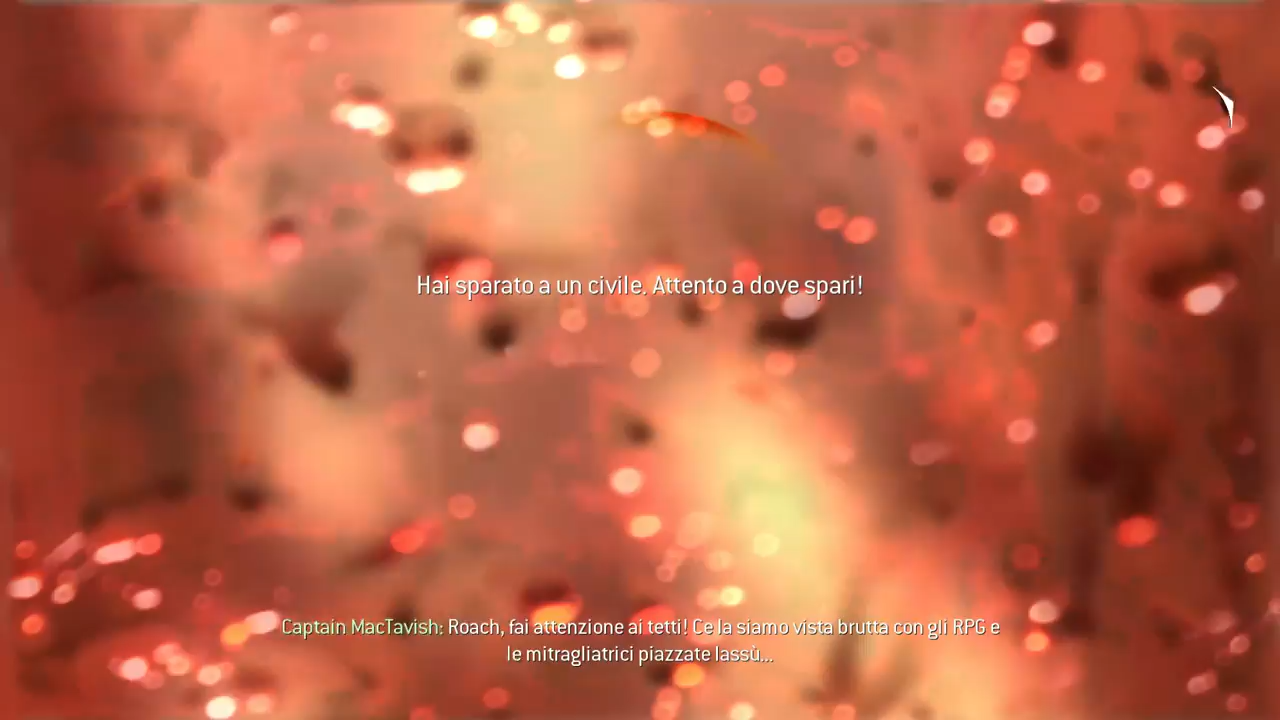 Hai sparato a un civile. Attento a dove spari!
Captain MacTavish: Roach, fai attenzione ai tetti! Ce la siamo vista brutta con gli RPG e
le mitragliatrici piazzate lassù...